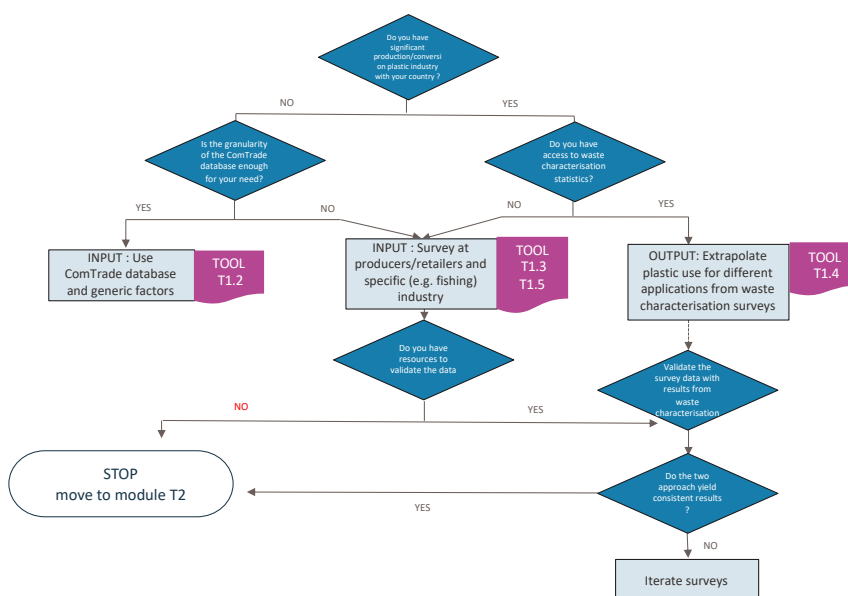 Do you have
significant
production/conversi
on plastic industry
with your country ?
NO
YES
Is the granularity
of the ComTrade
database enough
for your need?
Do you have
access to waste
characterisation
statistics?
YES
NO
NO
YES
INPUT : Use
ComTrade database
and generic factors
TOOL
T1.2
INPUT : Survey at
producers/retailers and
specific (e.g. fishing)
industry
TOOL
T1.3
T1.5
OUTPUT: Extrapolate
plastic use for different
applications from waste
characterisation surveys
TOOL
T1.4
Do you have
resources to
validate the data
Validate the
survey data with
results from
waste
characterisation
NO
YES
STOP
move to module T2
Do the two
approach yield
consistent results
?
YES
NO
Iterate surveys